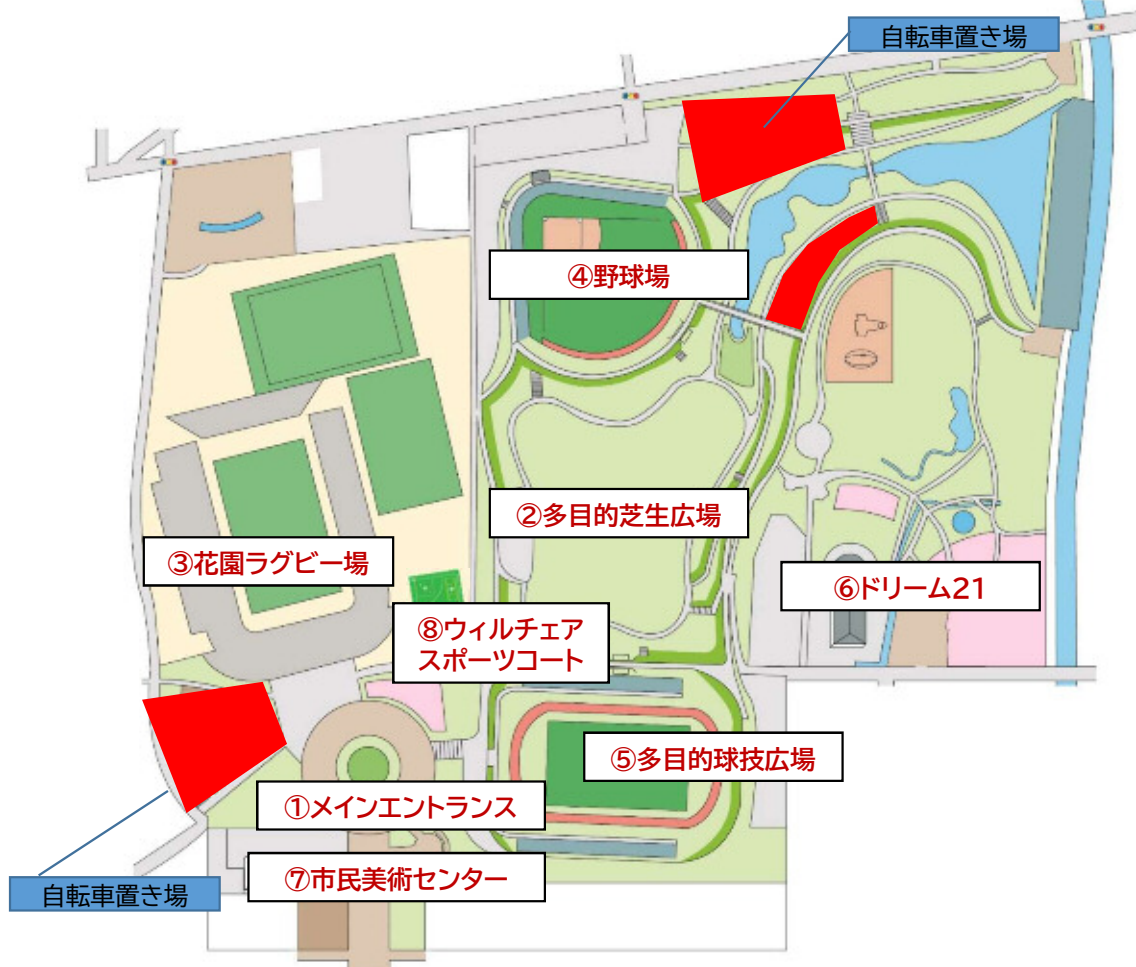 自転車置き場
④野球場
②多目的芝生広場
③花園ラグビー場
⑥ドリーム21
⑧ウィルチェア
スポーツコート
⑤多目的球技広場
①メインエントランス
⑦市民美術センター
自転車置き場